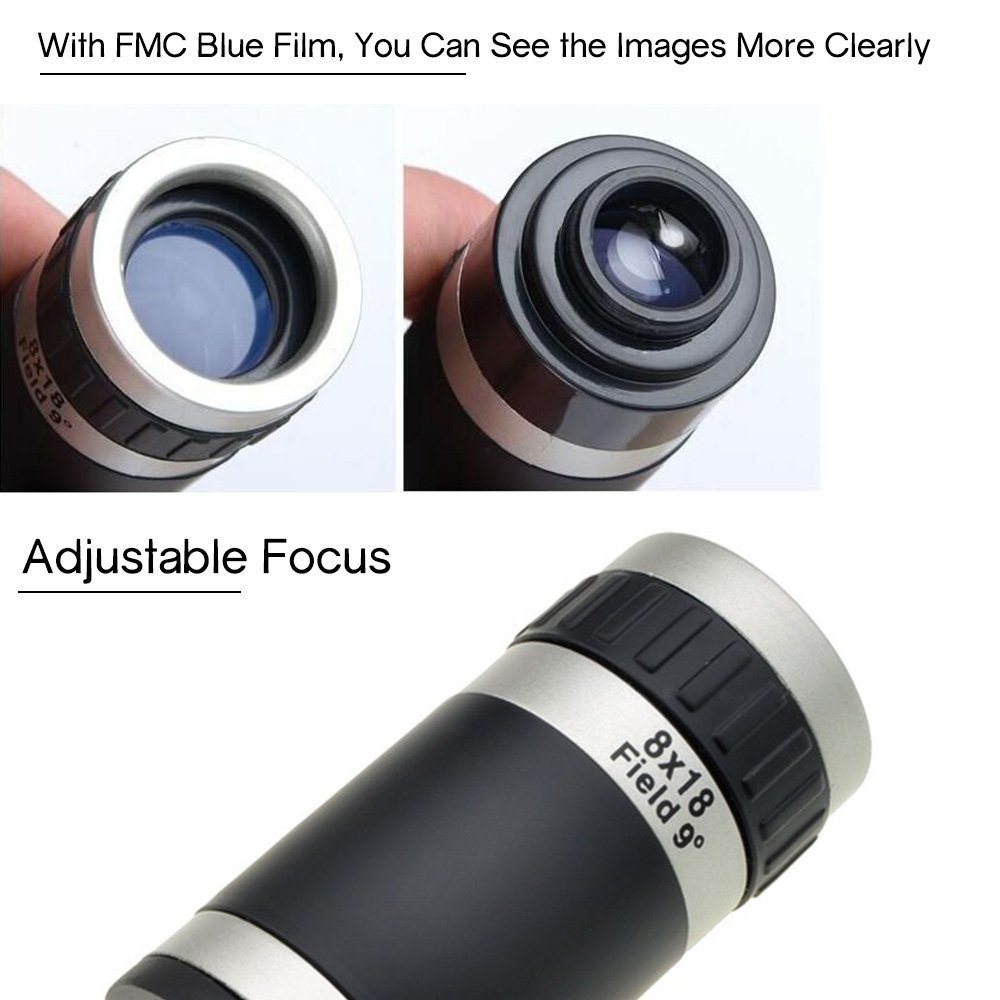 With FMC Blue Film, You Can See the Images More Clearly
8x18
Field 9°
Adjustable Focus
8x18
Field 9°